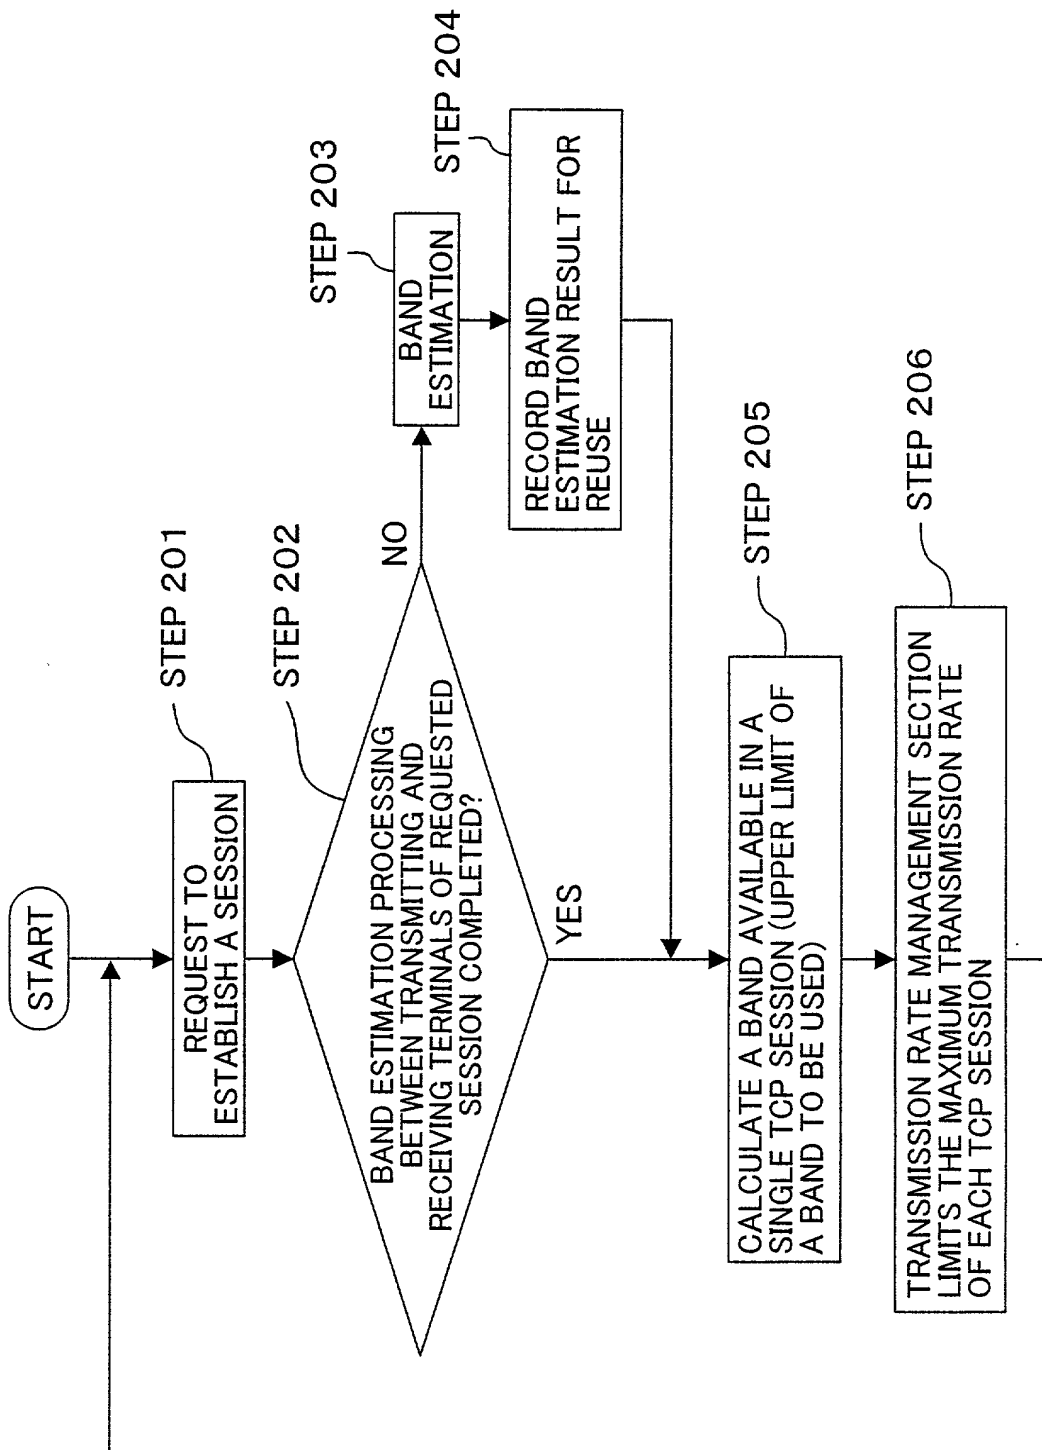 START
REQUEST TO
ESTABLISH A SESSION
STEP 201
BAND ESTIMATION PROCESSING
BETWEEN TRANSMITTING AND
RECEIVING TERMINALS OF REQUESTED
SESSION COMPLETED?
STEP 202
NO
YES
BAND
ESTIMATION
STEP 203
RECORD BAND
ESTIMATION RESULT FOR
REUSE
STEP 204
CALCULATE A BAND AVAILABLE IN A
SINGLE TCP SESSION (UPPER LIMIT OF
A BAND TO BE USED)
STEP 205
TRANSMISSION RATE MANAGEMENT SECTION
LIMITS THE MAXIMUM TRANSMISSION RATE
OF EACH TCP SESSION
STEP 206